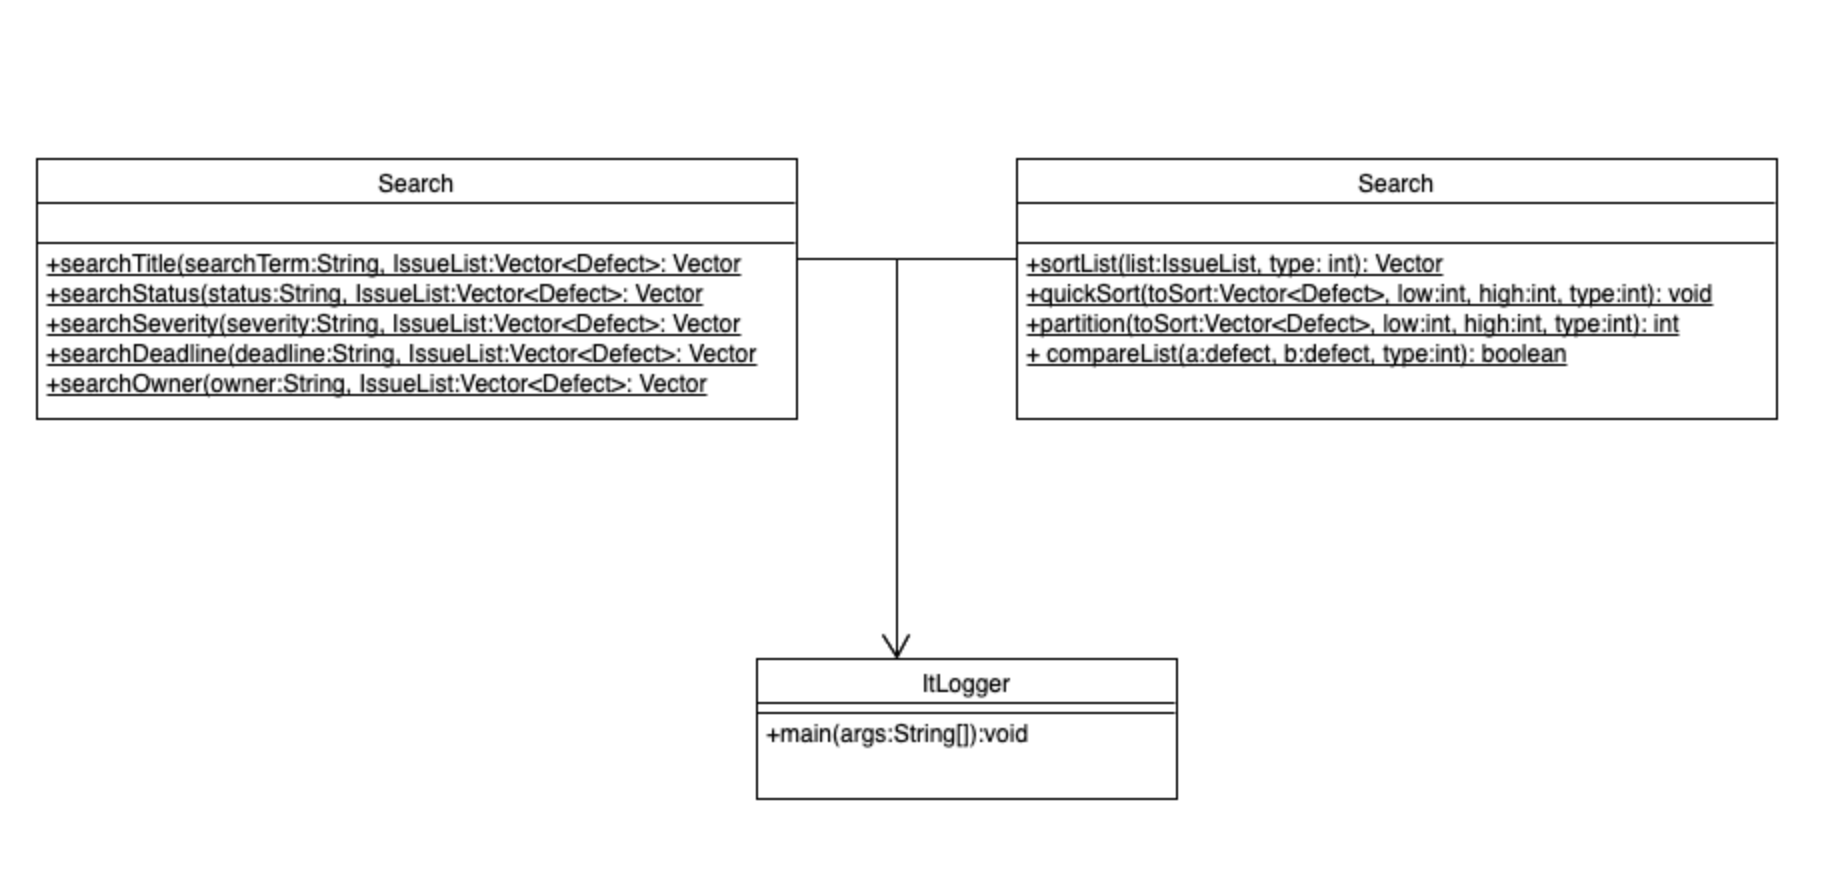 Search
+searchTitle(searchTerm:String, IssueList:Vector<Defect>: Vector
+searchStatus(status:String, IssueList:Vector<Defect>: Vector
+searchSeverity(severity:String, IssueList:Vector<Defect>: Vector
+searchDeadline(deadline:String, IssueList:Vector<Defect>: Vector
+searchOwner(owner:String, IssueList:Vector<Defect>: Vector
Search
+sortList(list:IssueList, type: int): Vector
+quickSort(toSort:Vector<Defect>, low:int, high:int, type:int): void
+partition(toSort:Vector<Defect>, low:int, high:int, type:int): int
+ compareList(a:defect, b:defect, type:int): boolean
ItLogger
+main(args:String[]):void